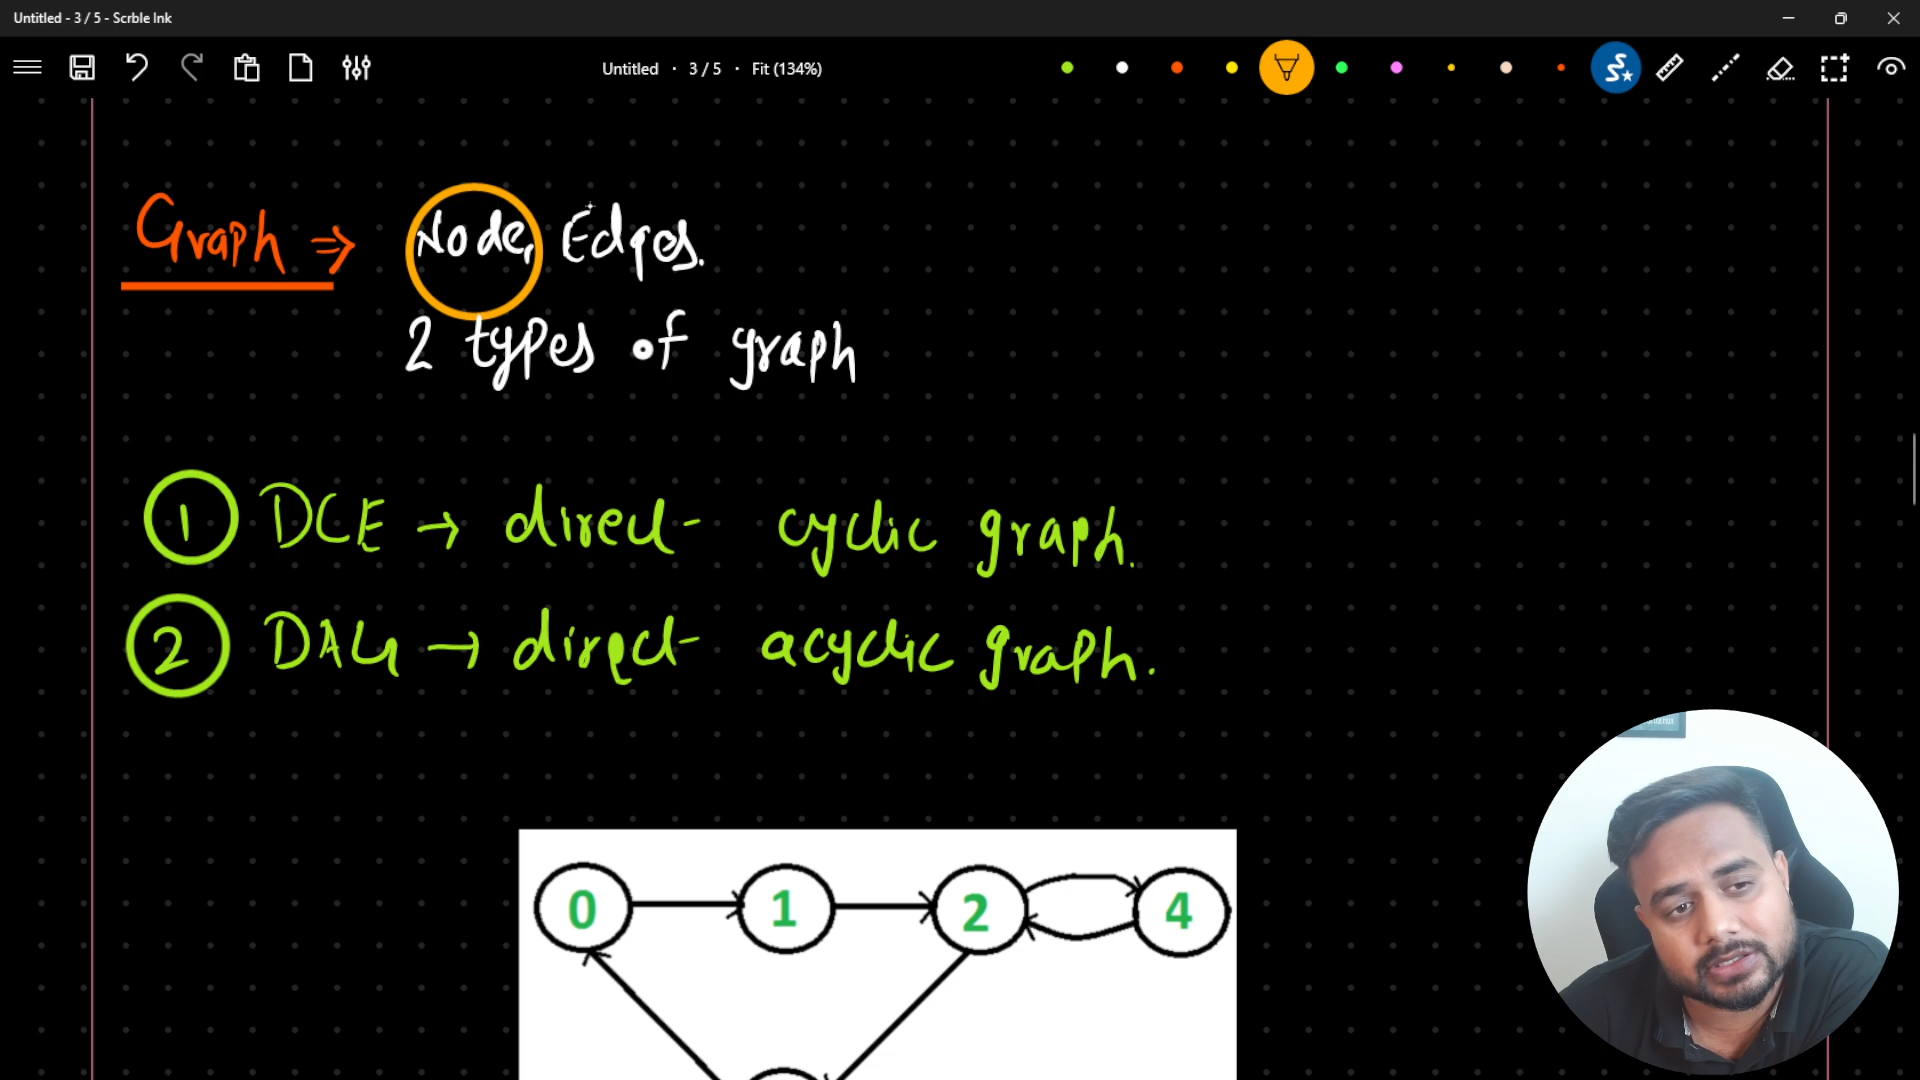 Untitled - 3 / 5 - Scrble Ink
Untitled · 3 / 5 · Fit (134%)
Graph ⇒ Node, Edges.
2 types of graph
1 DCE → direct cyclic graph.
2 DAG → direct acyclic graph.
0 1 2 4